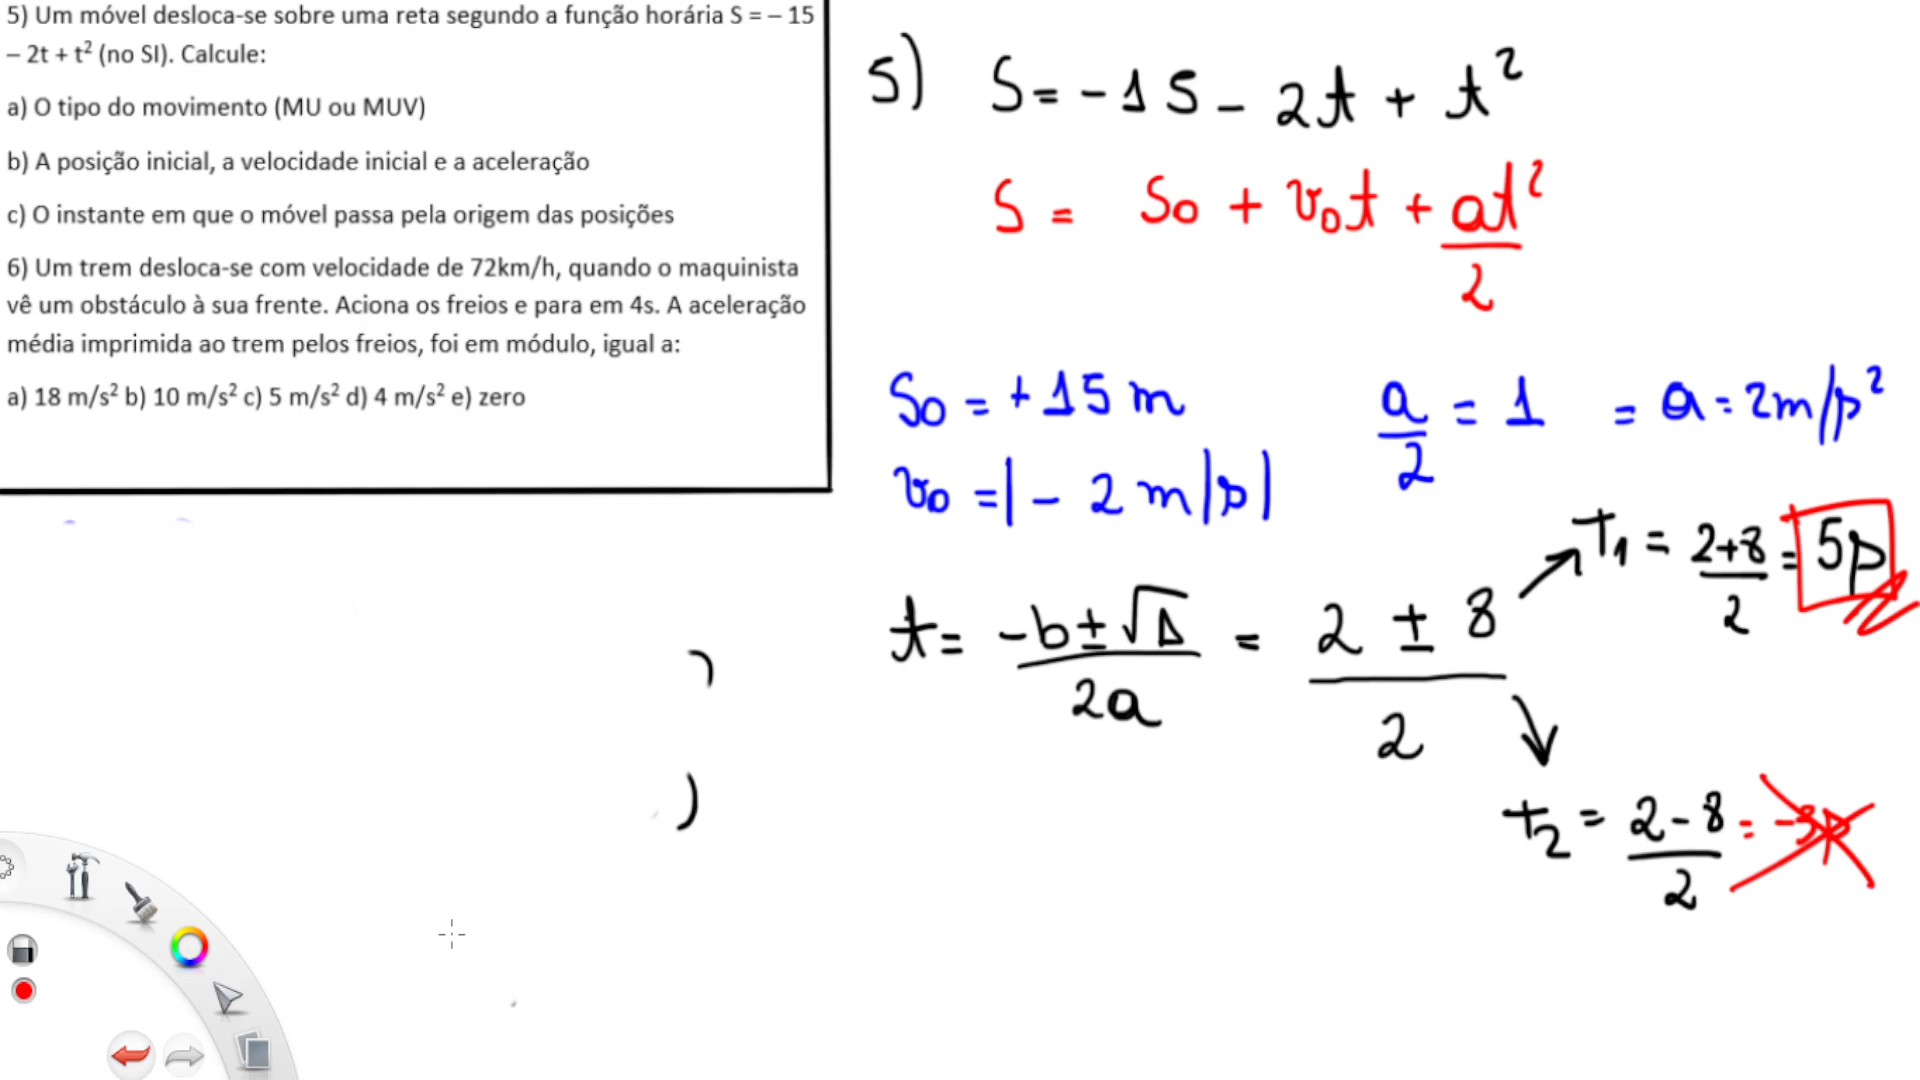 5) Um móvel desloca-se sobre uma reta segundo a função horária S = – 15
– 2t + t² (no SI). Calcule:
a) O tipo do movimento (MU ou MUV)
b) A posição inicial, a velocidade inicial e a aceleração
c) O instante em que o móvel passa pela origem das posições
6) Um trem desloca-se com velocidade de 72km/h, quando o maquinista
vê um obstáculo à sua frente. Aciona os freios e para em 4s. A aceleração
média imprimida ao trem pelos freios, foi em módulo, igual a:
a) 18 m/s² b) 10 m/s² c) 5 m/s² d) 4 m/s² e) zero
5) S = - 15 - 2t + t²
S = So + v₀t + at²/2
So = + 15 m
a/2 = 1 = a = 2m/s²
v₀ = |- 2 m/s|
t = -b ± √Δ / 2a = 2 ± 8 / 2
T₁ = 2+8/2 = 5s
t₂ = 2-8/2 = -3s